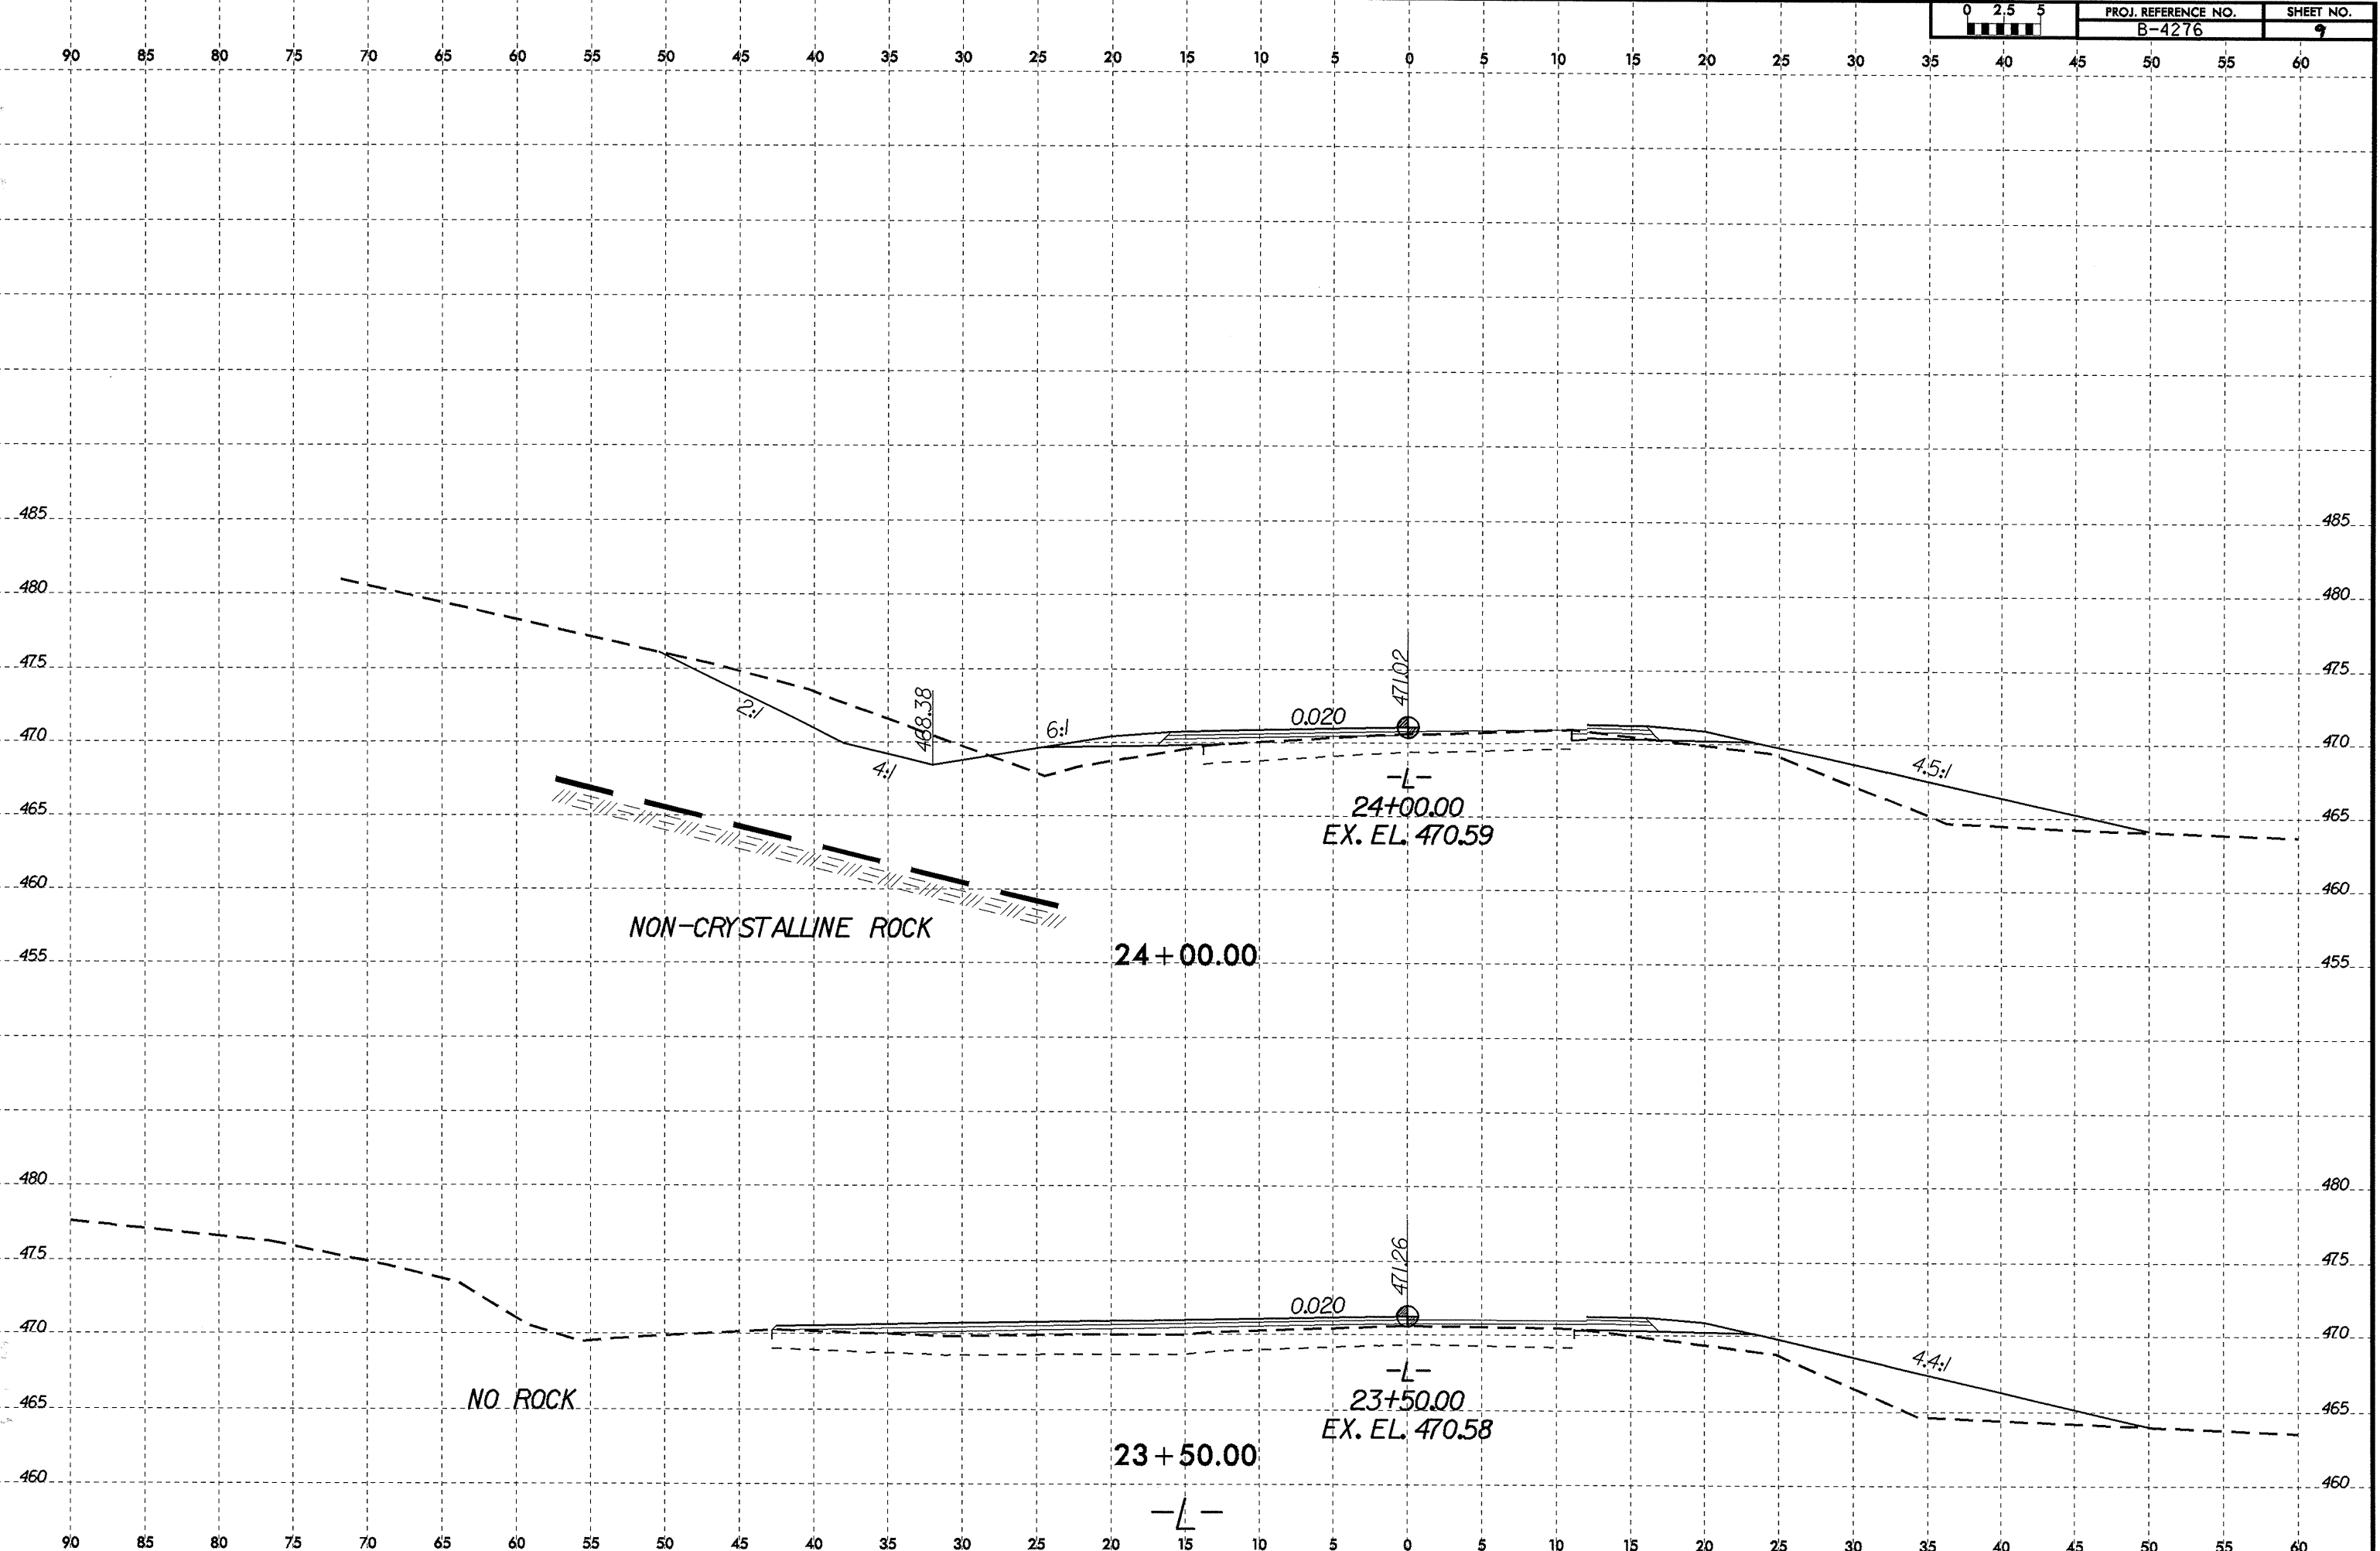 0 2.5 5 PROJ. REFERENCE NO. SHEET NO.
B-4276 9
90 85 80 75 70 65 60 55 50 45 40 35 30 25 20 15 10 5 0 5 10 15 20 25 30 35 40 45 50 55 60
485 485
480 480
475 471.02 475
468.38
2:1 6:1 0.020
470 470
4:1 -L- 4.5:1
465 24+00.00 465
EX. EL. 470.59
460 460
NON-CRYSTALLINE ROCK
455 24+00.00 455
480 480
475 471.26 475
0.020
470 470
-L- 4.4:1
465 NO ROCK 23+50.00 465
EX. EL. 470.58
23+50.00
460 460
-L-
90 85 80 75 70 65 60 55 50 45 40 35 30 25 20 15 10 5 0 5 10 15 20 25 30 35 40 45 50 55 60